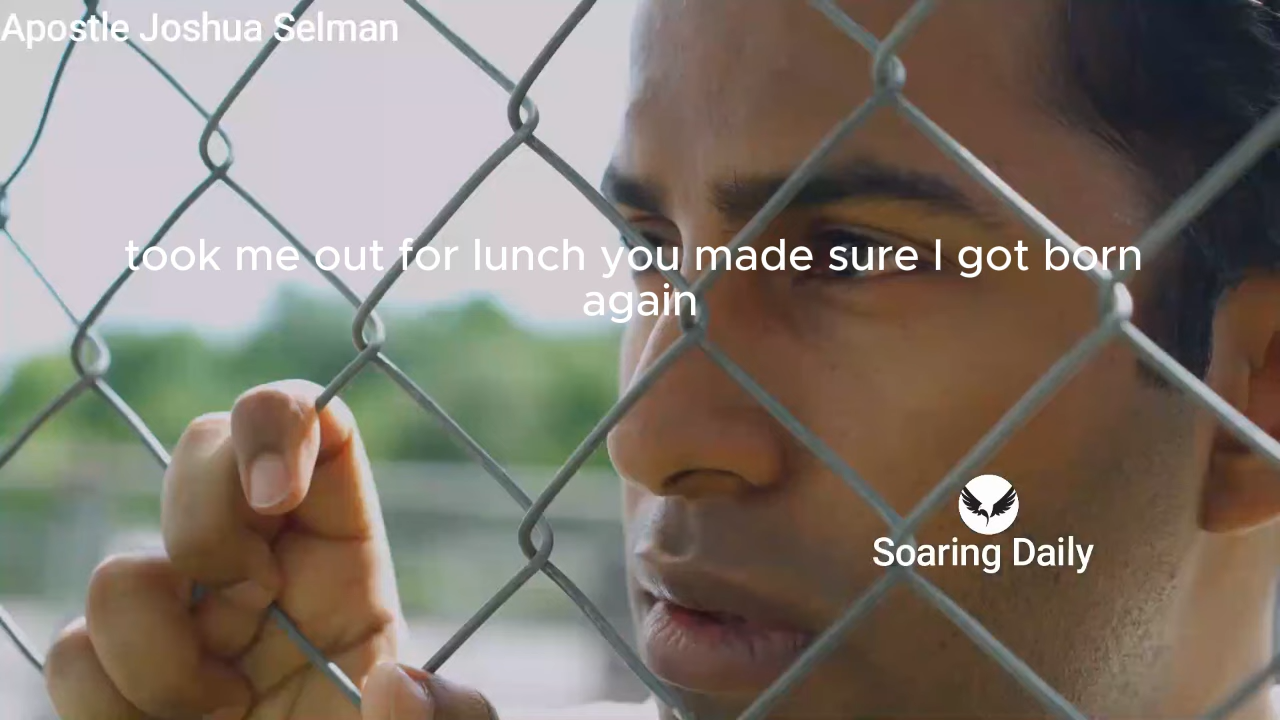 Apostle Joshua Selman
took me out for lunch you made sure I got born
again
Soaring Daily